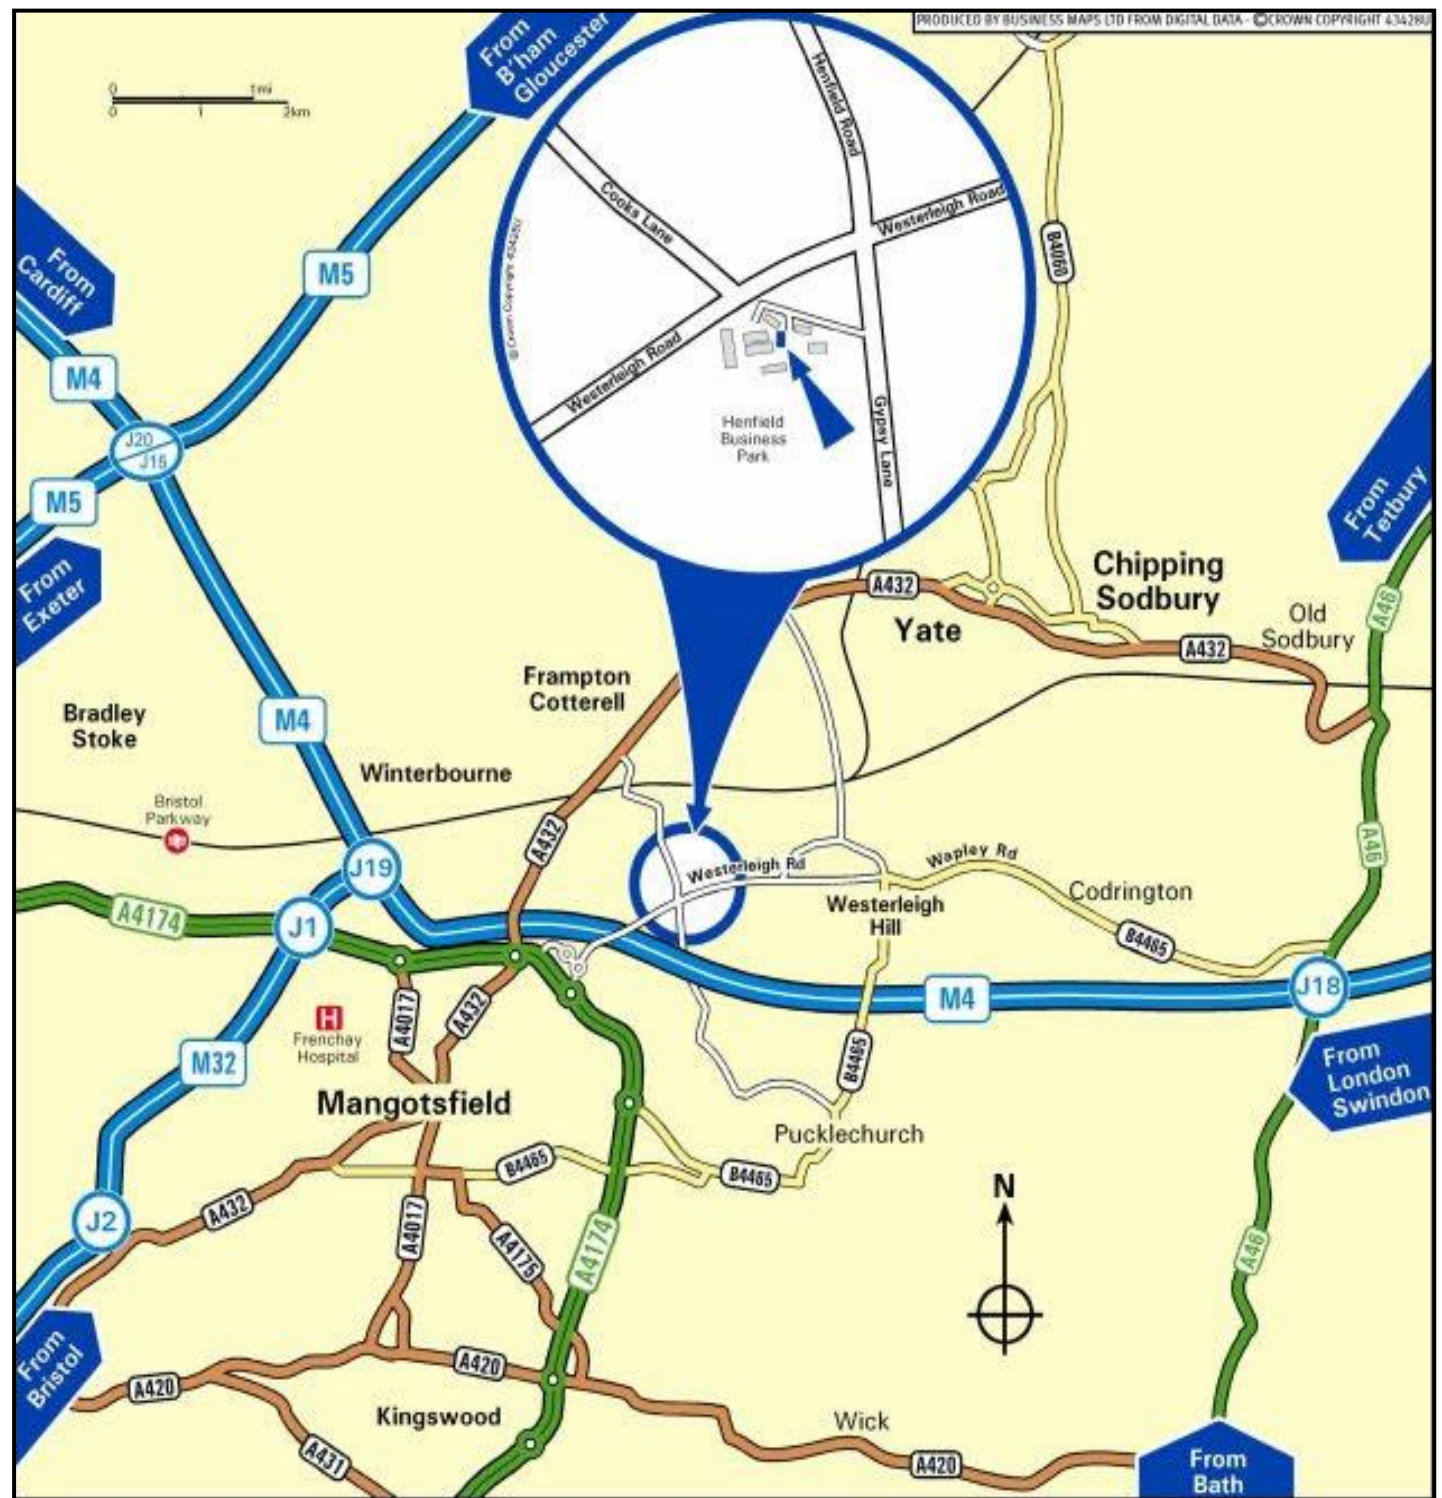 PRODUCED BY BUSINESS MAPS LTD FROM DIGITAL DATA - ©CROWN COPYRIGHT 43428U
From
B'ham
Gloucester
0
1mi
0
1
2km
Henfield Road
Cooks Lane
Westerleigh Road
© Crown Copyright 43428U
From
Cardiff
M5
B4060
Westerleigh Road
M4
Gypsy Lane
Henfield
Business
Park
J20
J15
M5
From
Tetbury
From
Exeter
Chipping
Sodbury
A432
A46
Yate
Old
Sodbury
A432
Frampton
Cotterell
Bradley
Stoke
M4
Winterbourne
Bristol
Parkway
A432
A46
J19
Westerleigh Rd
Wapley Rd
Codrington
A4174
J1
Westerleigh
Hill
B4465
J18
M4
A4017
A432
H
Frenchay
Hospital
M32
B4465
From
London
Swindon
Mangotsfield
Pucklechurch
B4465
B4465
N
J2
A432
A4017
A4175
A4174
A46
From
Bristol
A420
A420
Kingswood
Wick
A431
A420
From
Bath